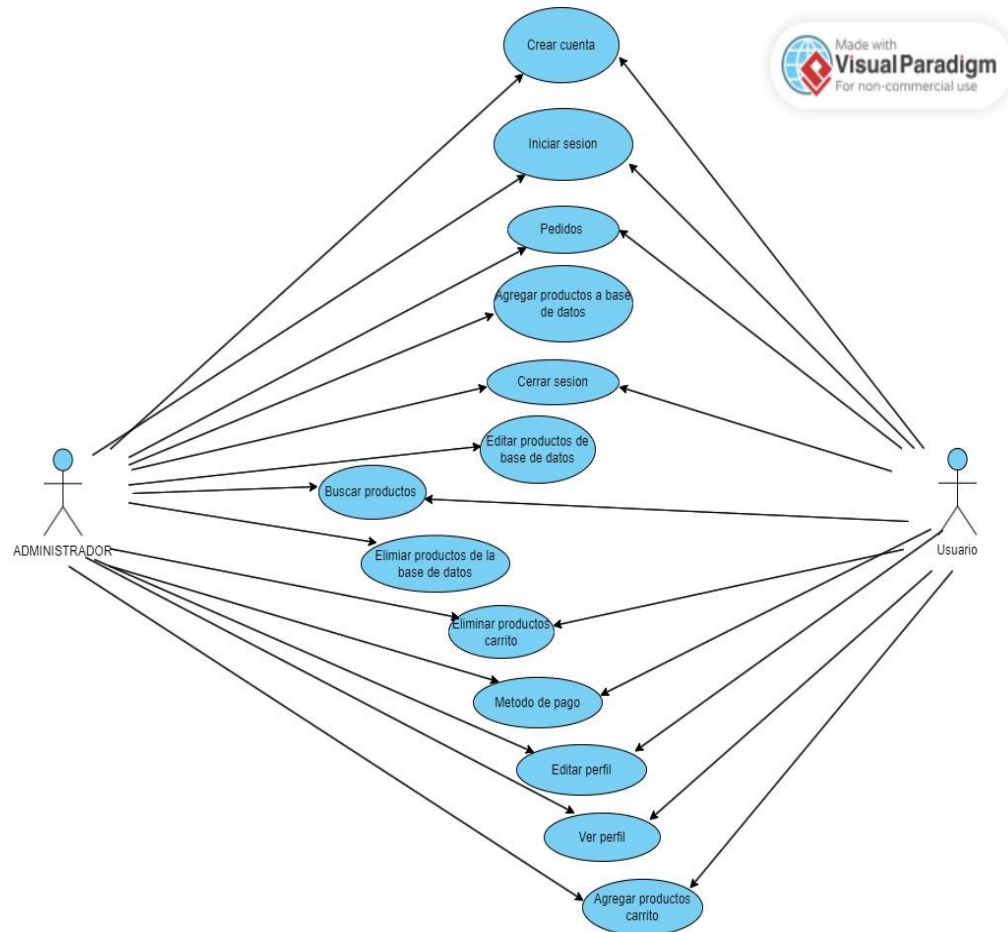 Crear cuenta
Made with
Visual Paradigm
For non-commercial use
Iniciar sesion
Pedidos
Agregar productos a base
de datos
Cerrar sesion
Editar productos de
base de datos
Buscar productos
ADMINISTRADOR
Usuario
Elimiar productos de la
base de datos
Eliminar productos
carrito
Metodo de pago
Editar perfil
Ver perfil
Agregar productos
carrito